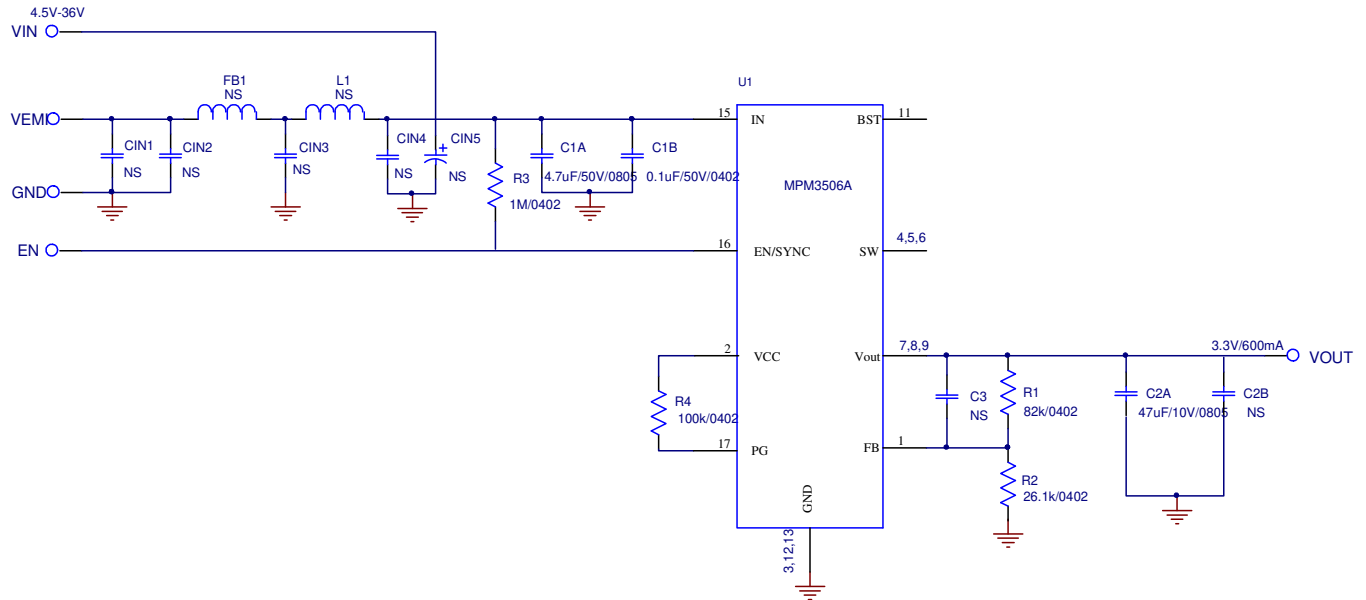 4.5V-36V
VIN
FB1
NS
L1
NS
VEMI
CIN1
NS
CIN2
NS
CIN3
NS
CIN4
NS
CIN5
+
NS
GND
R3
1M/0402
C1A
4.7uF/50V/0805
C1B
0.1uF/50V/0402
EN
U1
15
IN
BST
11
MPM3506A
16
EN/SYNC
SW
4,5,6
2
VCC
Vout
7,8,9
3.3V/600mA
VOUT
R4
100k/0402
17
PG
FB
1
C3
NS
R1
82k/0402
R2
26.1k/0402
C2A
47uF/10V/0805
C2B
NS
GND
3,12,13